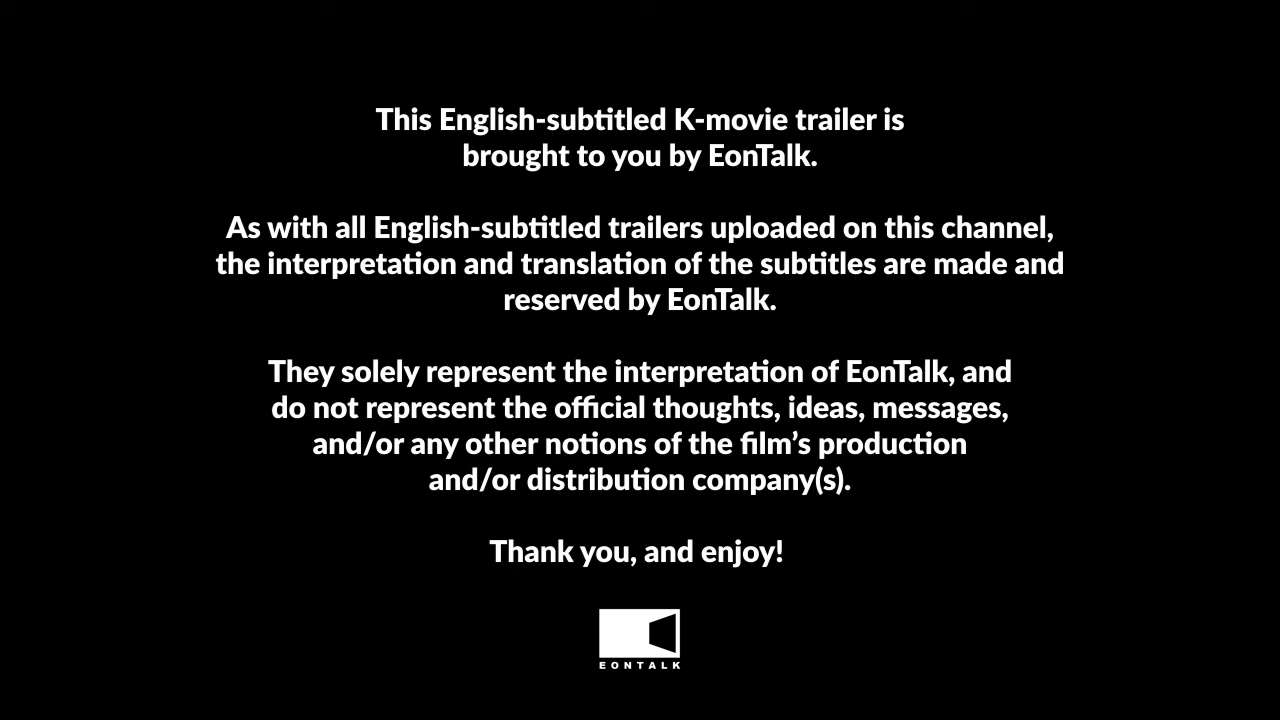 This English-subtitled K-movie trailer is
brought to you by EonTalk.
As with all English-subtitled trailers uploaded on this channel,
the interpretation and translation of the subtitles are made and
reserved by EonTalk.
They solely represent the interpretation of EonTalk, and
do not represent the official thoughts, ideas, messages,
and/or any other notions of the film’s production
and/or distribution company(s).
Thank you, and enjoy!
EONTALK